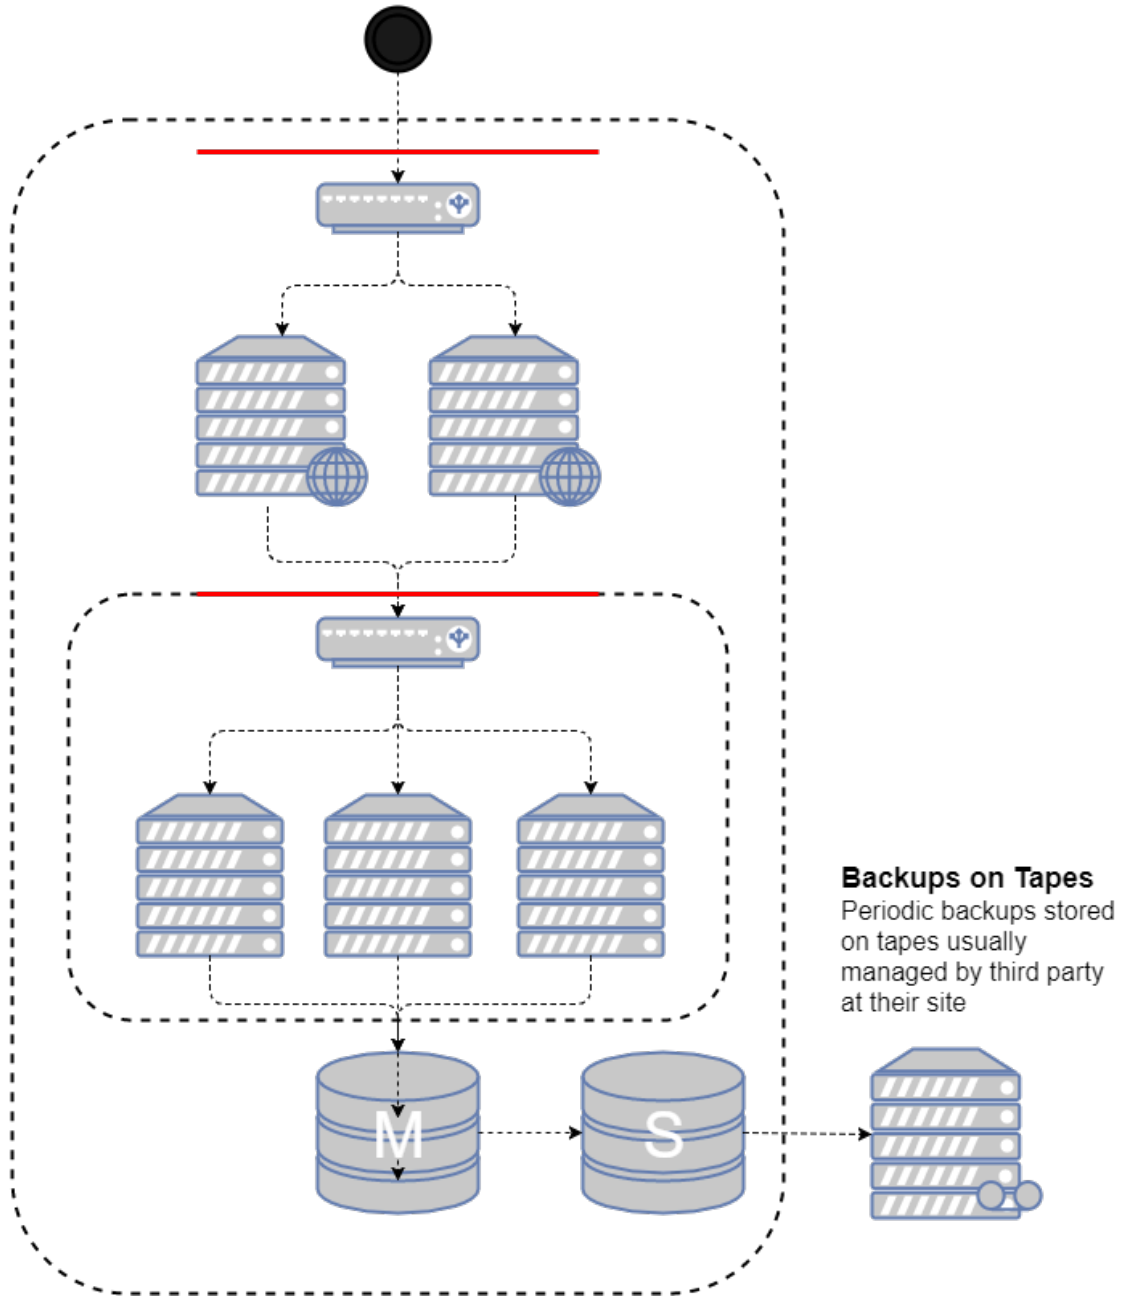 Backups on Tapes
Periodic backups stored
on tapes usually
managed by third party
at their site
M
S